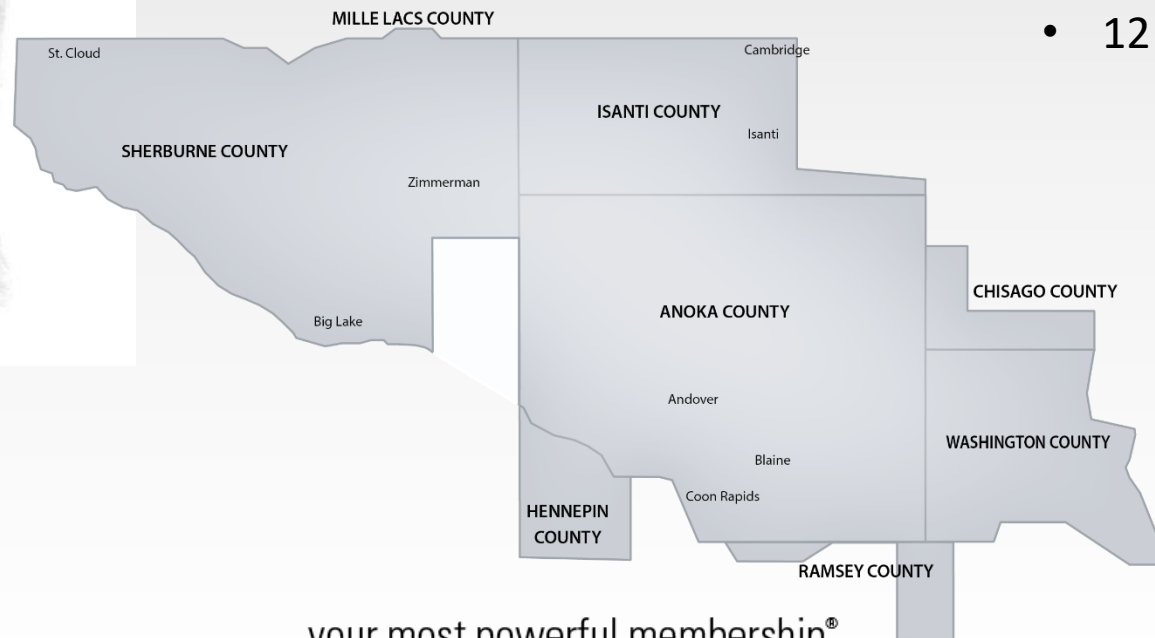 MILLE LACS COUNTY
• 12
St. Cloud
Cambridge
ISANTI COUNTY
Isanti
SHERBURNE COUNTY
Zimmerman
CHISAGO COUNTY
ANOKA COUNTY
Big Lake
Andover
WASHINGTON COUNTY
Blaine
Coon Rapids
HENNEPIN
COUNTY
RAMSEY COUNTY
your most powerful membership®